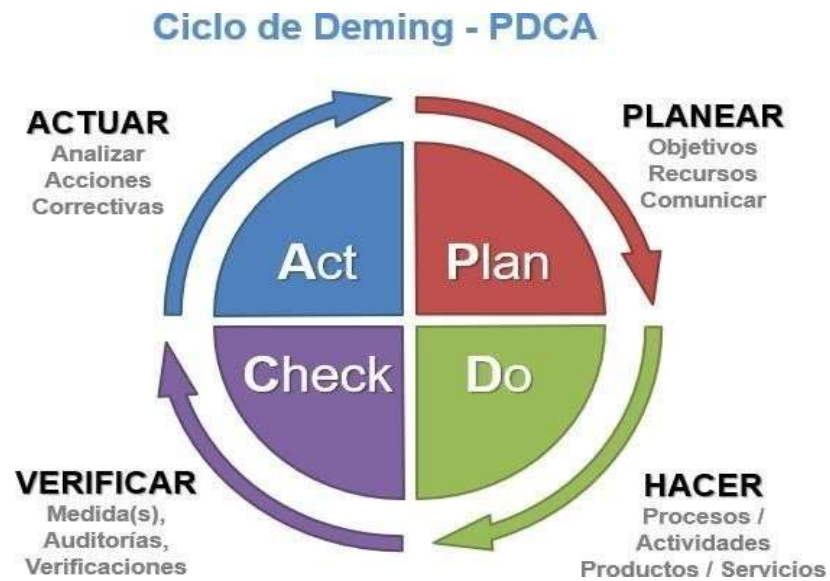 Ciclo de Deming - PDCA
ACTUAR
Analizar
Acciones
Correctivas
PLANEAR
Objetivos
Recursos
Comunicar
Act
Plan
Check
Do
VERIFICAR
Medida(s),
Auditorías,
Verificaciones
HACER
Procesos /
Actividades
Productos / Servicios